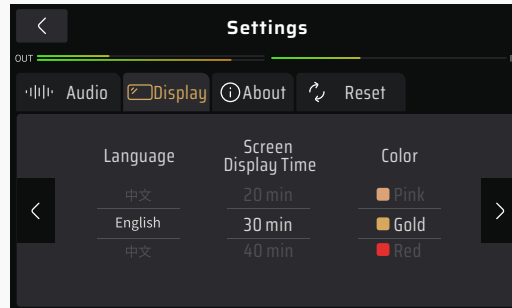 Settings
OUT
Audio Display About Reset
Language Screen Display Time Color
中文 20 min Pink
English 30 min Gold
中文 40 min Red